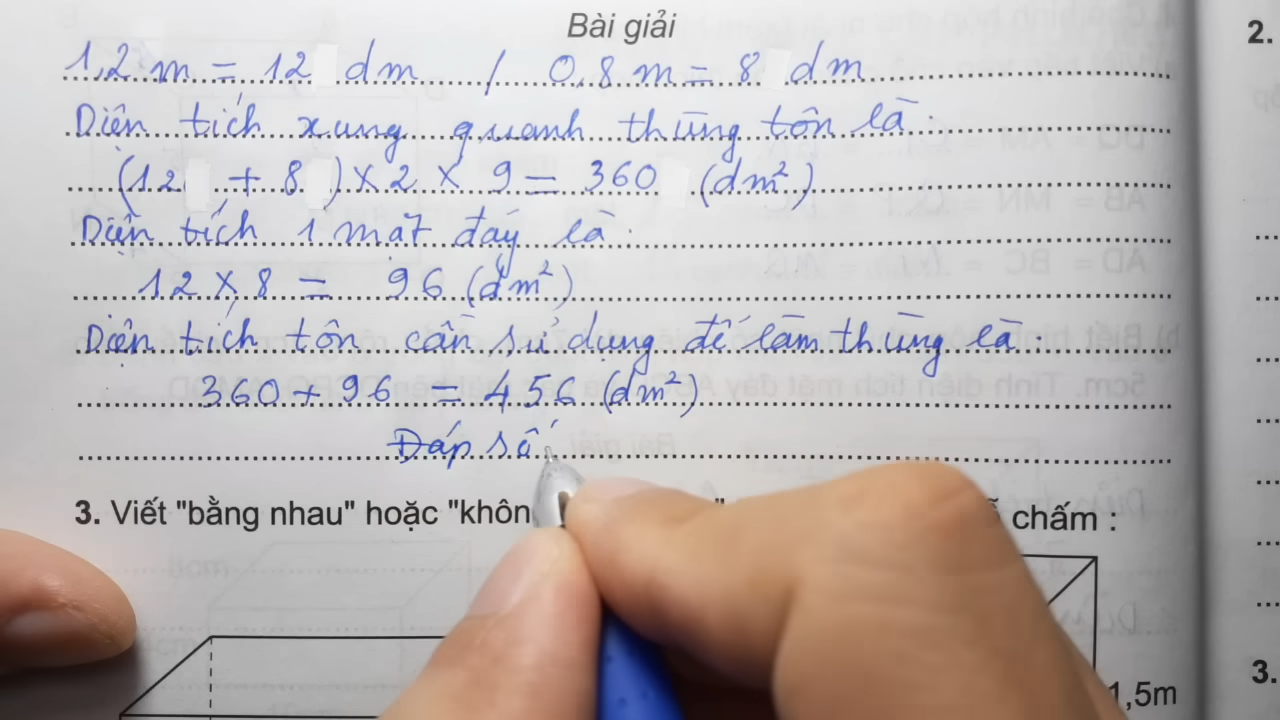 Bài giải
1,2 m = 12 dm / 0,8 m = 8 dm
Diện tích xung quanh thùng tôn là :
(12 + 8) x 2 x 9 = 360 (dm²)
Diện tích 1 mặt đáy là :
12 x 8 = 96 (dm²)
Diện tích tôn cần sử dụng để làm thùng là :
360 + 96 = 456 (dm²)
Đáp số
3. Viết "bằng nhau" hoặc "khôn chấm :
1,5m
2.
3.